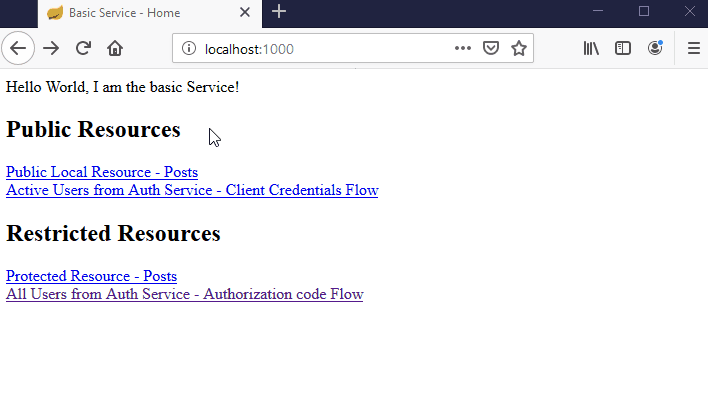 Basic Service - Home
localhost:1000
Hello World, I am the basic Service!
Public Resources
Public Local Resource - Posts
Active Users from Auth Service - Client Credentials Flow
Restricted Resources
Protected Resource - Posts
All Users from Auth Service - Authorization code Flow